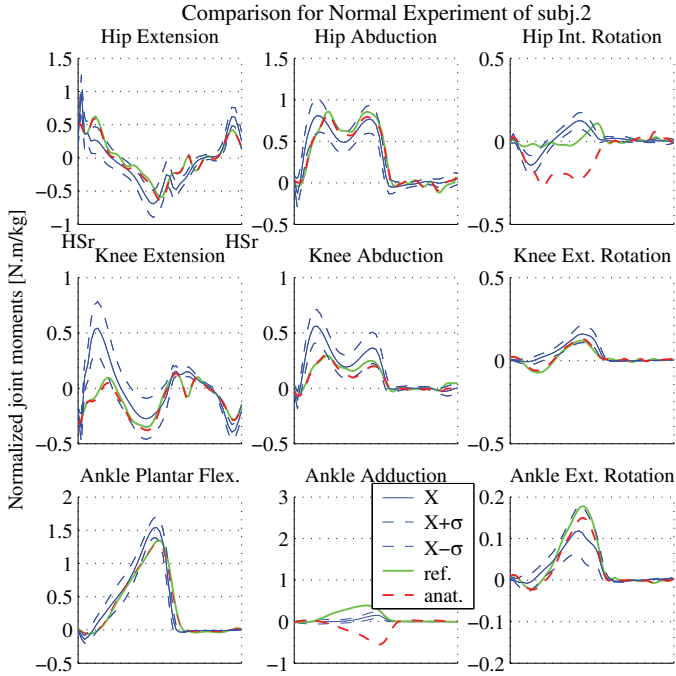 Comparison for Normal Experiment of subj.2
Hip Extension Hip Abduction Hip Int. Rotation
1.5 1.5 0.5
1 1
0.5 0.5 0
0 0
−0.5
−1 −0.5 −0.5
HSr HSr
Normalized joint moments [N.m/kg]
Knee Extension Knee Abduction Knee Ext. Rotation
1 1 0.5
0.5 0.5
0 0 0
−0.5 −0.5 −0.5
Ankle Plantar Flex. Ankle Adduction Ankle Ext. Rotation
2 3 0.2
1.5 2 0.1
1
0.5 1 0
0 0 −0.1
−0.5 −1 −0.2
X
X+σ
X−σ
ref.
anat.